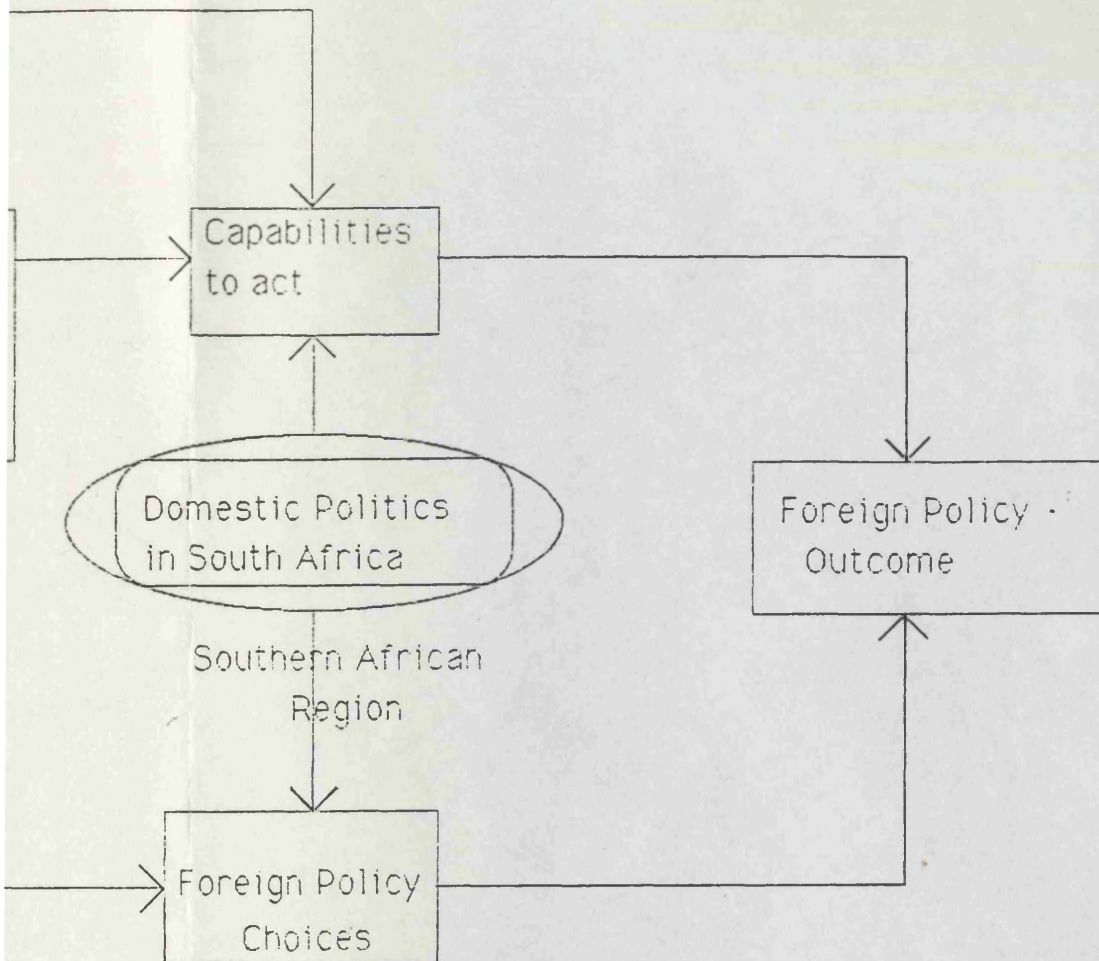 Capabilities
to act
Domestic Politics
in South Africa
Foreign Policy
Outcome
Southern African
Region
Foreign Policy
Choices